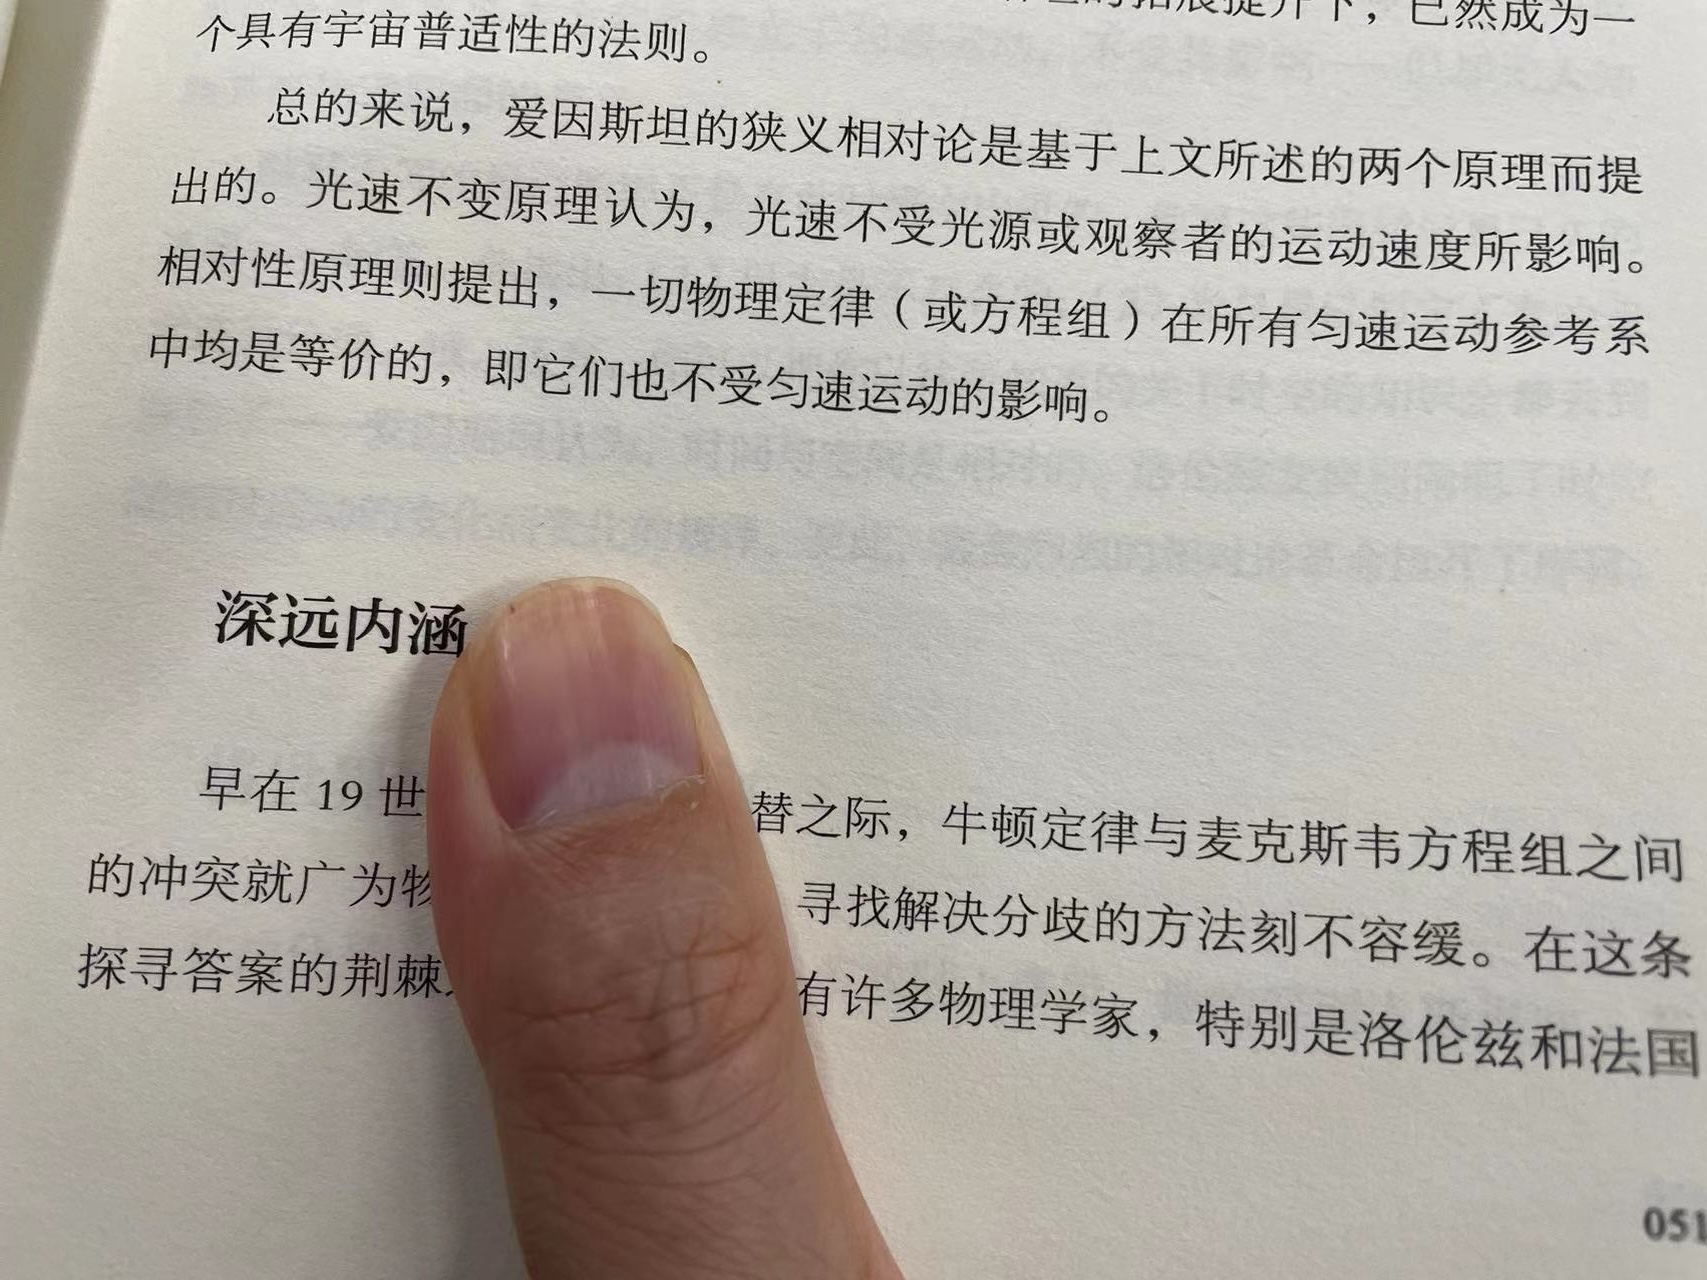 的拓展提升下，已然成为一
个具有宇宙普适性的法则。
总的来说，爱因斯坦的狭义相对论是基于上文所述的两个原理而提
出的。光速不变原理认为，光速不受光源或观察者的运动速度所影响。
相对性原理则提出，一切物理定律（或方程组）在所有匀速运动参考系
中均是等价的，即它们也不受匀速运动的影响。
深远内涵
早在 19 世 替之际，牛顿定律与麦克斯韦方程组之间
的冲突就广为物 寻找解决分歧的方法刻不容缓。在这条
探寻答案的荆棘 有许多物理学家，特别是洛伦兹和法国
051